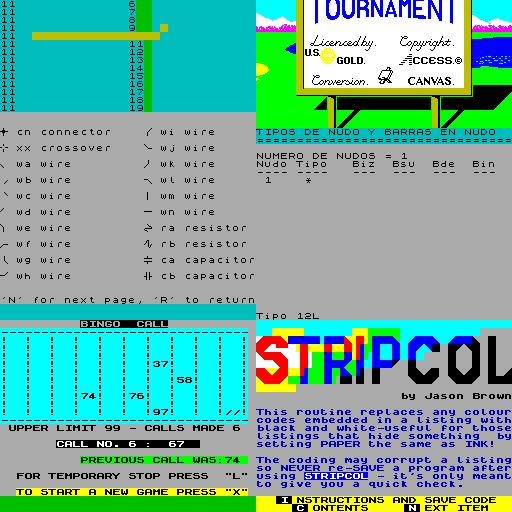 11 6
11 7
11 8
11 9
11 10
11 11
11 12
11 13
11 14
11 15
11 16
11 17
11 18
11 19
TOURNAMENT
Licenced by. Copyright.
U.S. GOLD. ACCESS.©
Conversion. CANVAS.
cn connector wi wire
xx crossover wj wire
wa wire wk wire
wb wire wl wire
wc wire wm wire
wd wire wn wire
we wire ra resistor
wf wire rb resistor
wg wire ca capacitor
wh wire cb capacitor
'N' for next page, 'R' to return
TIPOS DE NUDO Y BARRAS EN NUDO
NUMERO DE NUDOS = 1
Nudo Tipo Biz Bsu Bde Bin
---- ---- --- --- --- ---
1 *
Tipo 12L
BINGO CALL
37
58
74 76
97 //
UPPER LIMIT 99 - CALLS MADE 6
CALL NO. 6 : 67
PREVIOUS CALL WAS:74
FOR TEMPORARY STOP PRESS "L"
TO START A NEW GAME PRESS "X"
STRIPCOL
by Jason Brown
This routine replaces any colour
codes embedded in a listing with
black and white-useful for those
listings that hide something by
setting PAPER the same as INK!
The coding may corrupt a listing
so NEVER re-SAVE a program after
using STRIPCOL - it's only meant
to give you a quick check.
I NSTRUCTIONS AND SAVE CODE
C ONTENTS N EXT ITEM